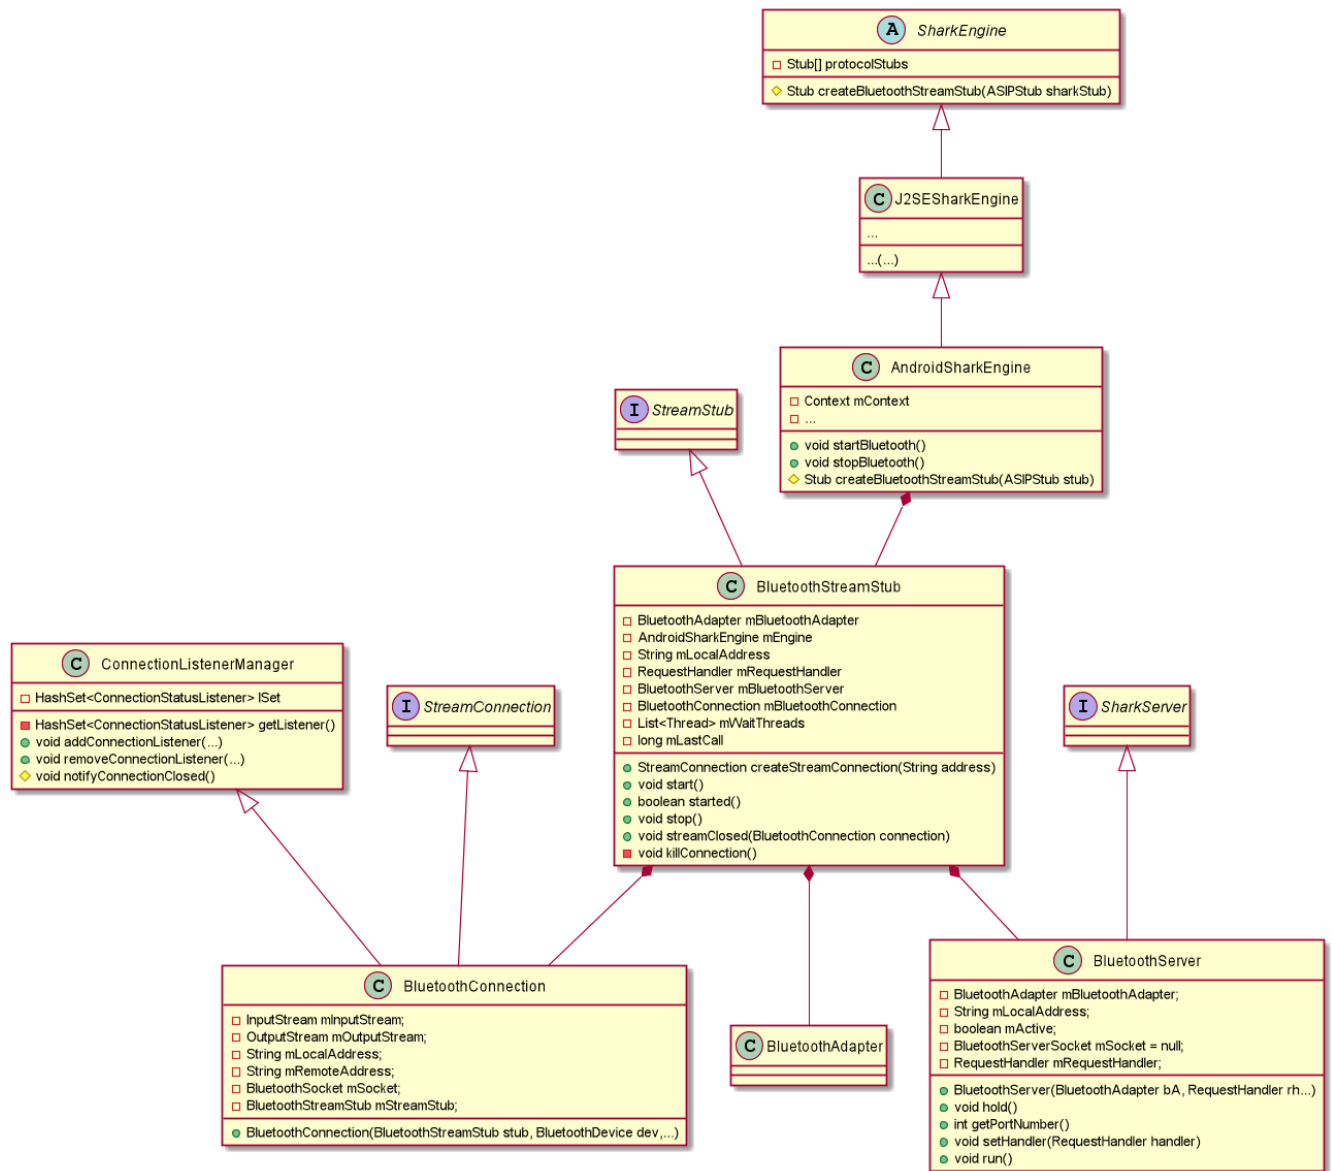 A SharkEngine
Stub[] protocolStubs
Stub createBluetoothStreamStub(ASIPStub sharkStub)
C J2SESharkEngine
...
...(...)
C AndroidSharkEngine
Context mContext
...
void startBluetooth()
void stopBluetooth()
Stub createBluetoothStreamStub(ASIPStub stub)
I StreamStub
C BluetoothStreamStub
BluetoothAdapter mBluetoothAdapter
AndroidSharkEngine mEngine
String mLocalAddress
RequestHandler mRequestHandler
BluetoothServer mBluetoothServer
BluetoothConnection mBluetoothConnection
List<Thread> mWaitThreads
long mLastCall
StreamConnection createStreamConnection(String address)
void start()
boolean started()
void stop()
void streamClosed(BluetoothConnection connection)
void killConnection()
C ConnectionListenerManager
HashSet<ConnectionStatusListener> lSet
HashSet<ConnectionStatusListener> getListener()
void addConnectionListener(...)
void removeConnectionListener(...)
void notifyConnectionClosed()
I StreamConnection
I SharkServer
C BluetoothConnection
InputStream mInputStream;
OutputStream mOutputStream;
String mLocalAddress;
String mRemoteAddress;
BluetoothSocket mSocket;
BluetoothStreamStub mStreamStub;
BluetoothConnection(BluetoothStreamStub stub, BluetoothDevice dev,...)
C BluetoothAdapter
C BluetoothServer
BluetoothAdapter mBluetoothAdapter;
String mLocalAddress;
boolean mActive;
BluetoothServerSocket mSocket = null;
RequestHandler mRequestHandler;
BluetoothServer(BluetoothAdapter bA, RequestHandler rh...)
void hold()
int getPortNumber()
void setHandler(RequestHandler handler)
void run()